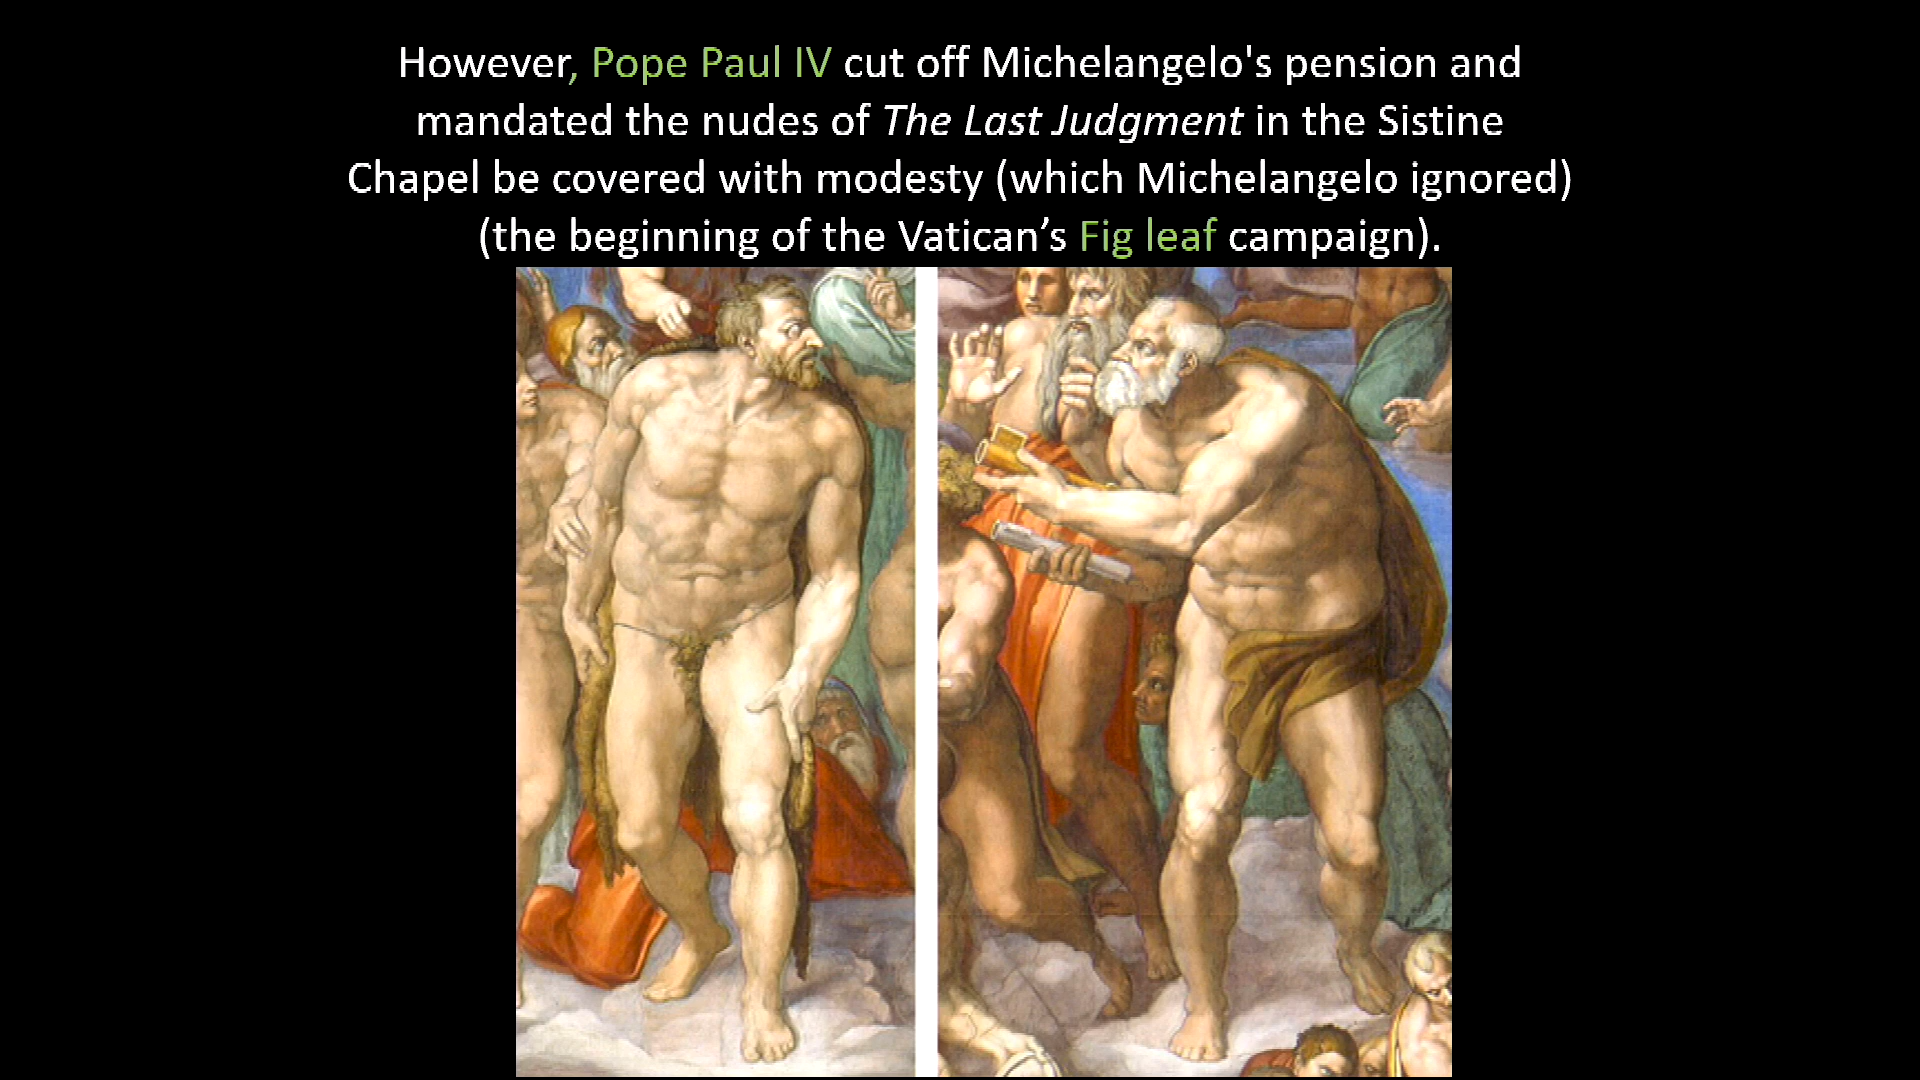 However, Pope Paul IV cut off Michelangelo's pension and
mandated the nudes of The Last Judgment in the Sistine
Chapel be covered with modesty (which Michelangelo ignored)
(the beginning of the Vatican’s Fig leaf campaign).